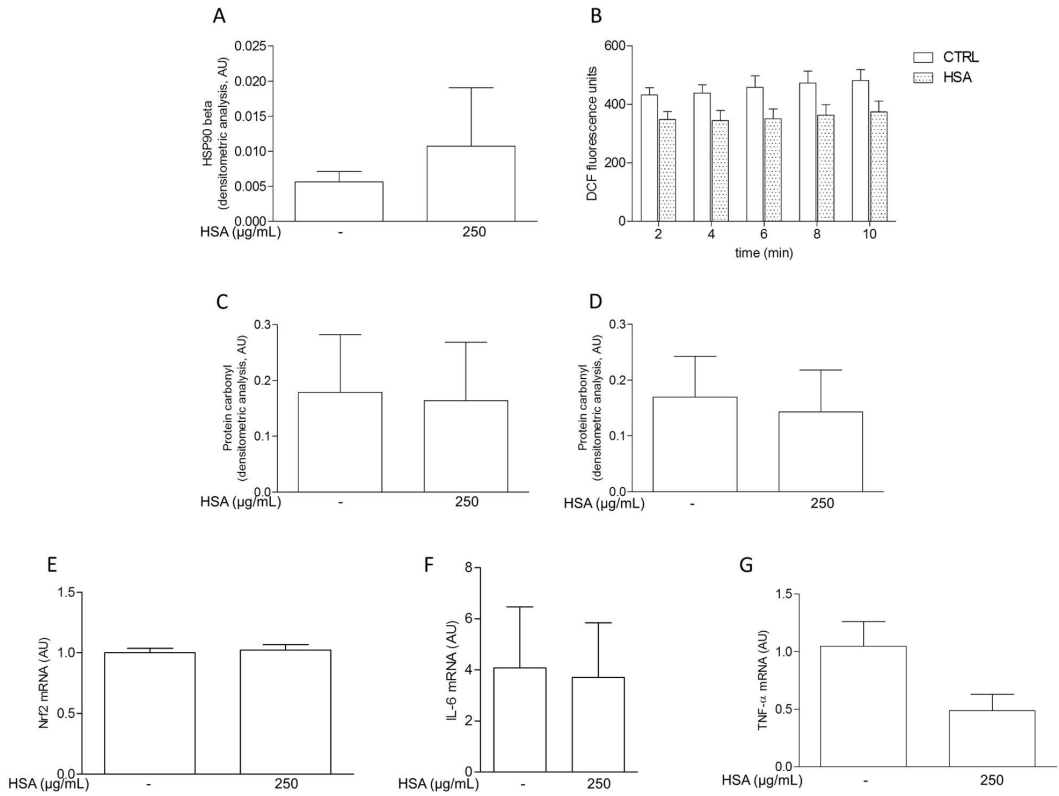 A
HSP90 beta
(densitometric analysis, AU)
0.025
0.020
0.015
0.010
0.005
0.000
HSA (µg/mL)
-
250
B
DCF fluorescence units
600
400
200
0
2
4
6
8
10
time (min)
CTRL
HSA
C
Protein carbonyl
(densitometric analysis, AU)
0.3
0.2
0.1
0.0
HSA (µg/mL)
-
250
D
Protein carbonyl
(densitometric analysis, AU)
0.3
0.2
0.1
0.0
HSA (µg/mL)
-
250
E
Nrf2 mRNA (AU)
1.5
1.0
0.5
0.0
HSA (µg/mL)
-
250
F
IL-6 mRNA (AU)
8
6
4
2
0
HSA (µg/mL)
-
250
G
TNF-α mRNA (AU)
1.5
1.0
0.5
0.0
HSA (µg/mL)
-
250